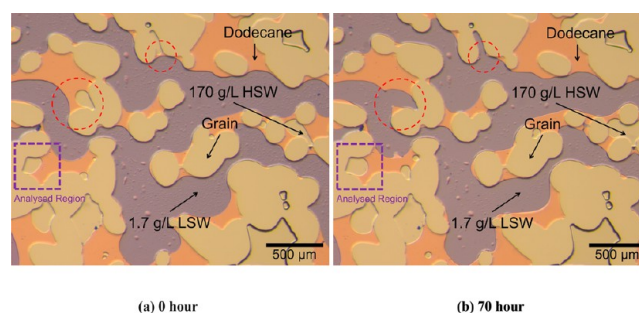 Dodecane
170 g/L HSW
Grain
Analysed Region
1.7 g/L LSW
500 µm
Dodecane
170 g/L HSW
Grain
Analysed Region
1.7 g/L LSW
500 µm
(a) 0 hour
(b) 70 hour